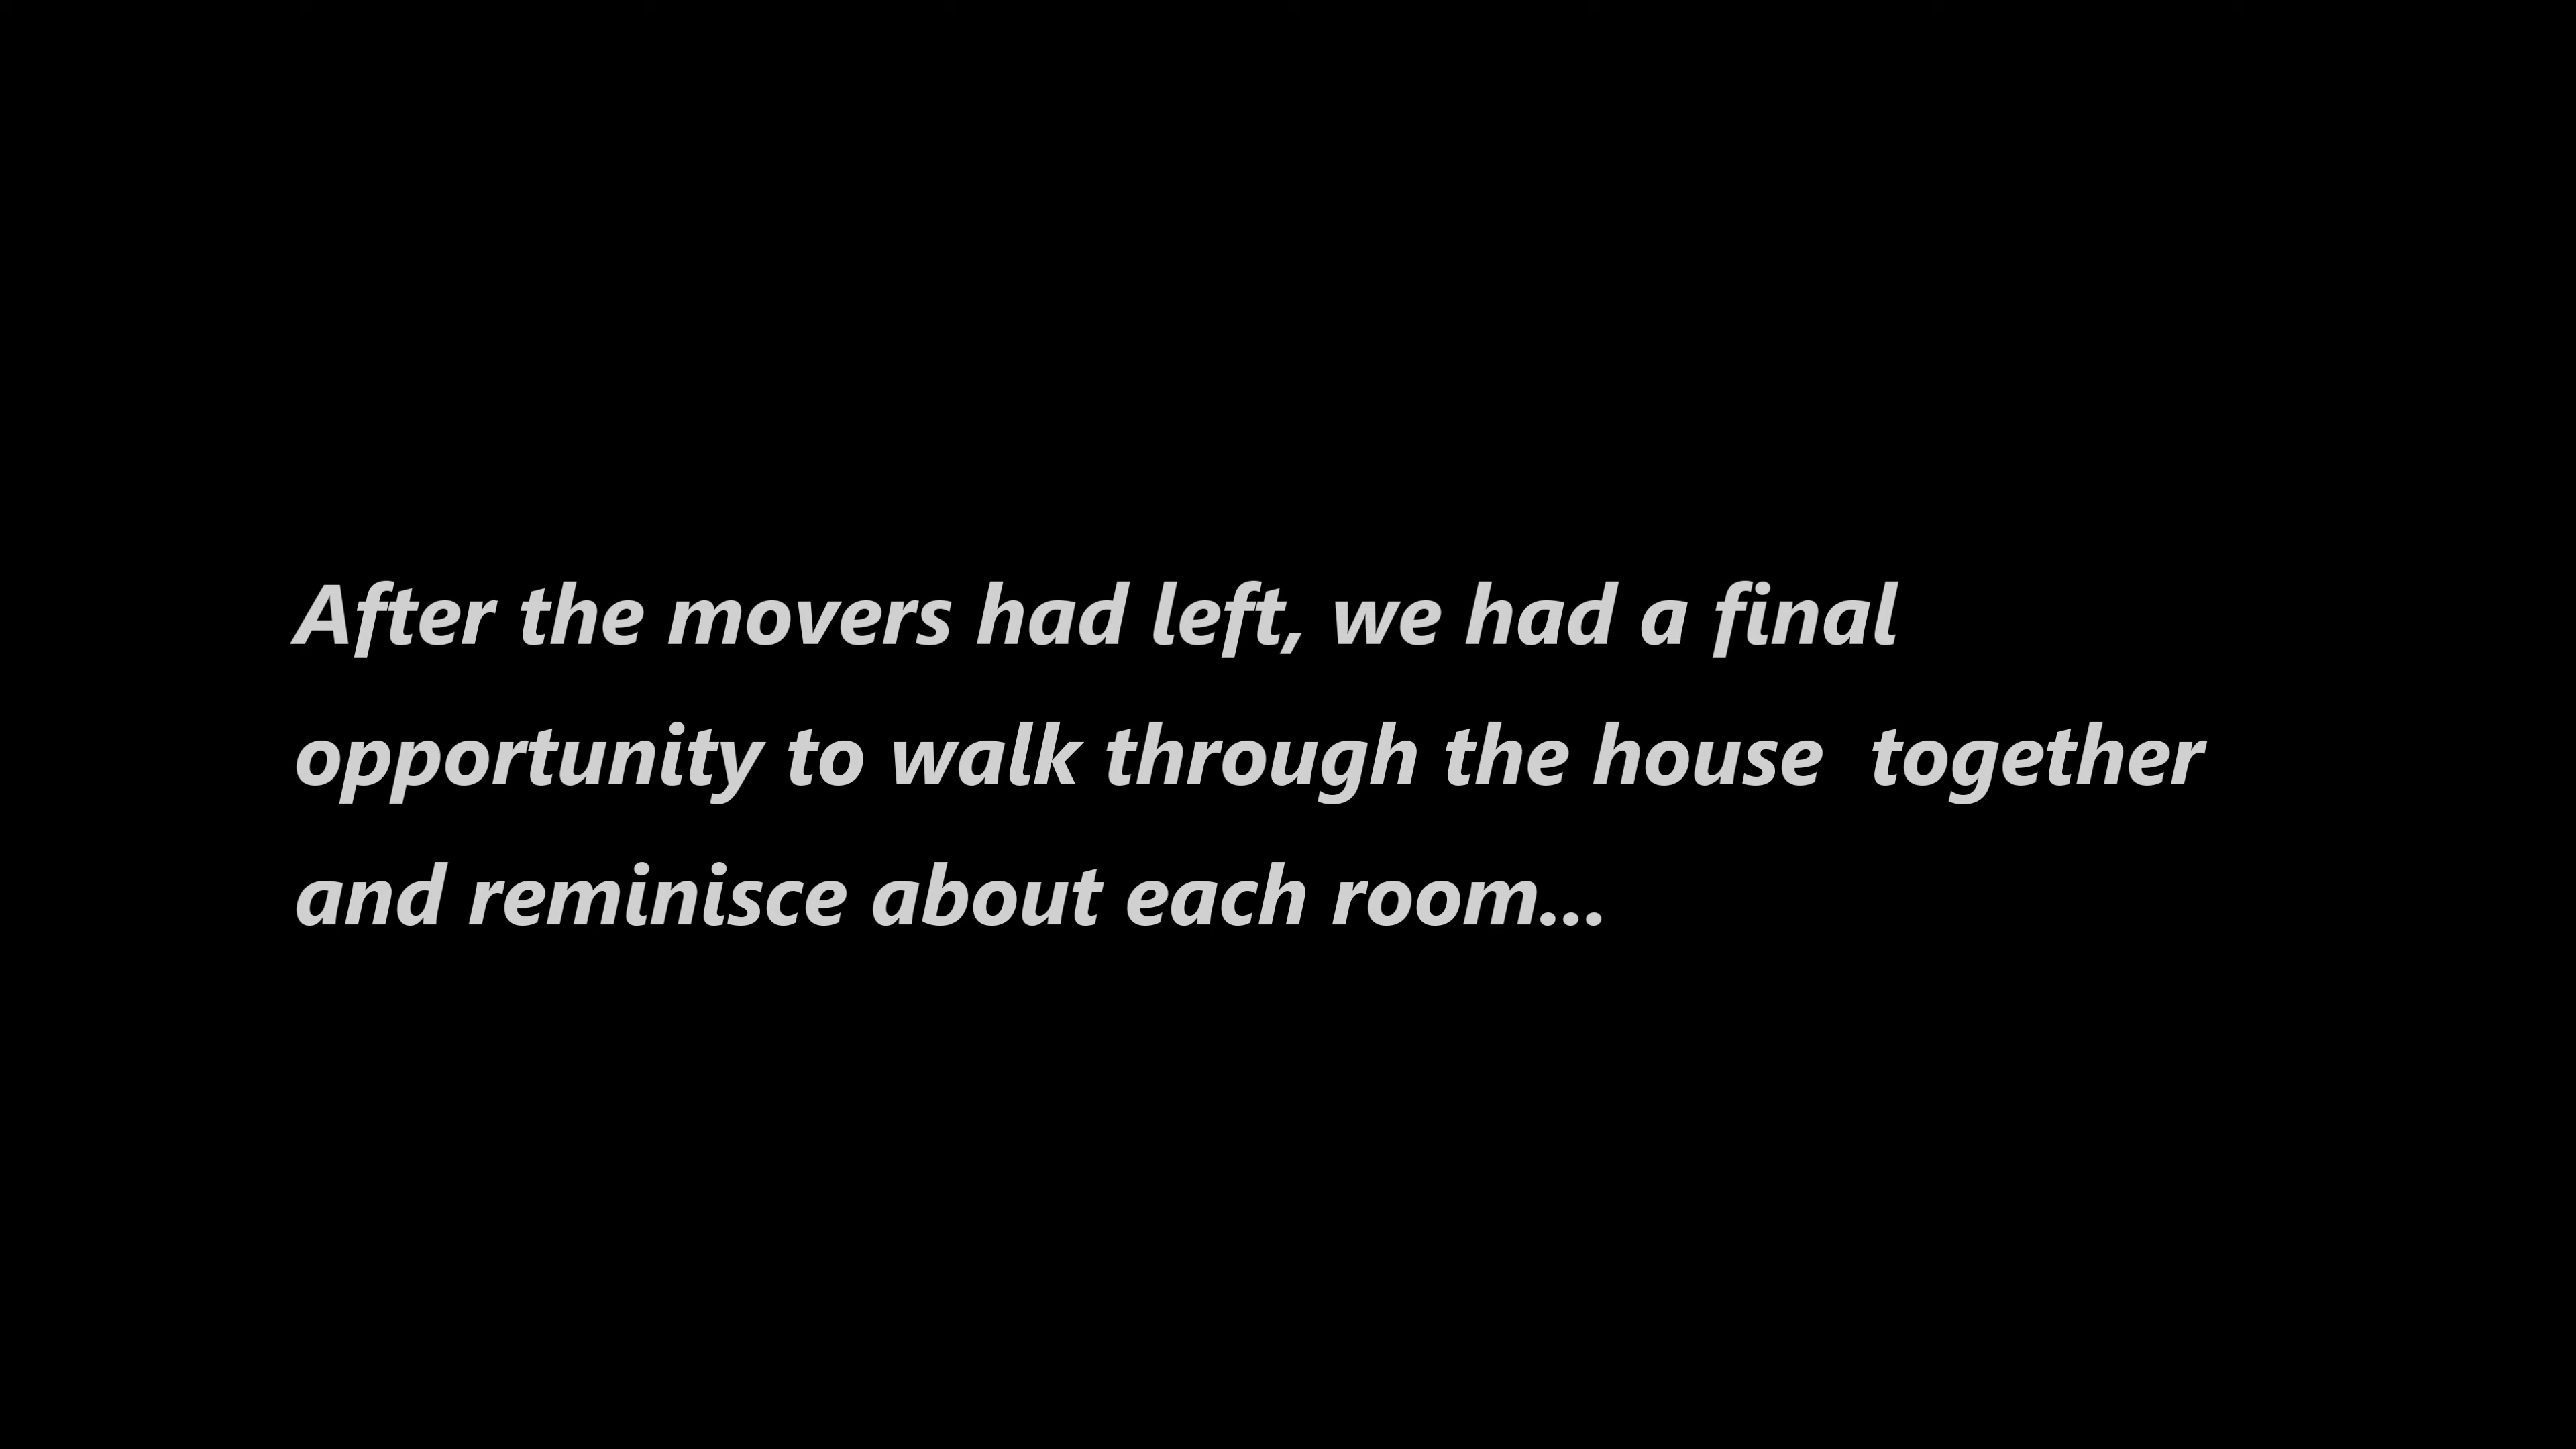 After the movers had left, we had a final
opportunity to walk through the house  together
and reminisce about each room...